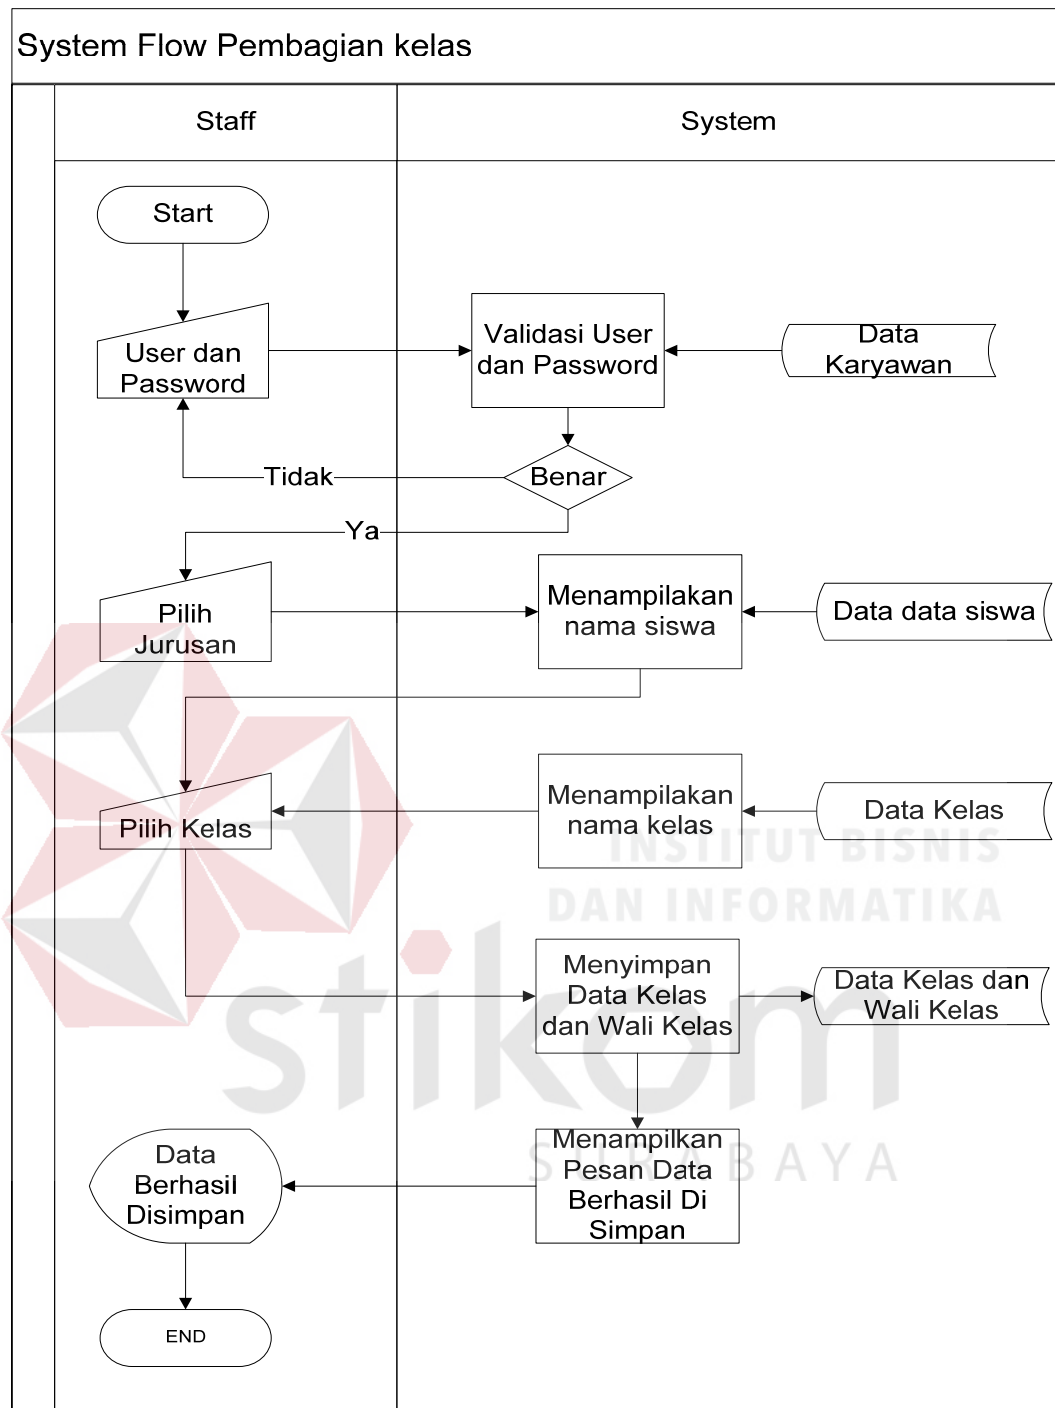 System Flow Pembagian kelas
Staff
System
Start
User dan
Password
Validasi User
dan Password
Data
Karyawan
Benar
Tidak
Ya
Pilih
Jurusan
Menampilakan
nama siswa
Data data siswa
Pilih Kelas
Menampilakan
nama kelas
Data Kelas
INSTITUT BISNIS
DAN INFORMATIKA
stikom
SURABAYA
Menyimpan
Data Kelas
dan Wali Kelas
Data Kelas dan
Wali Kelas
Menampilkan
Pesan Data
Berhasil Di
Simpan
Data
Berhasil
Disimpan
END